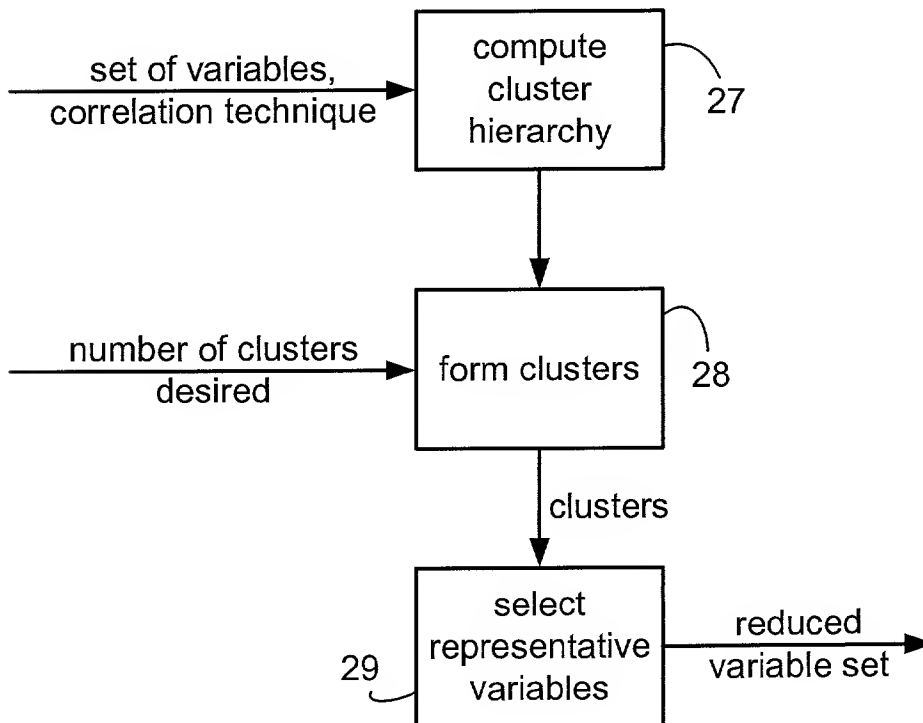 compute
cluster
hierarchy
set of variables,
correlation technique
27
number of clusters
desired
form clusters
28
clusters
select
representative
variables
29
reduced
variable set